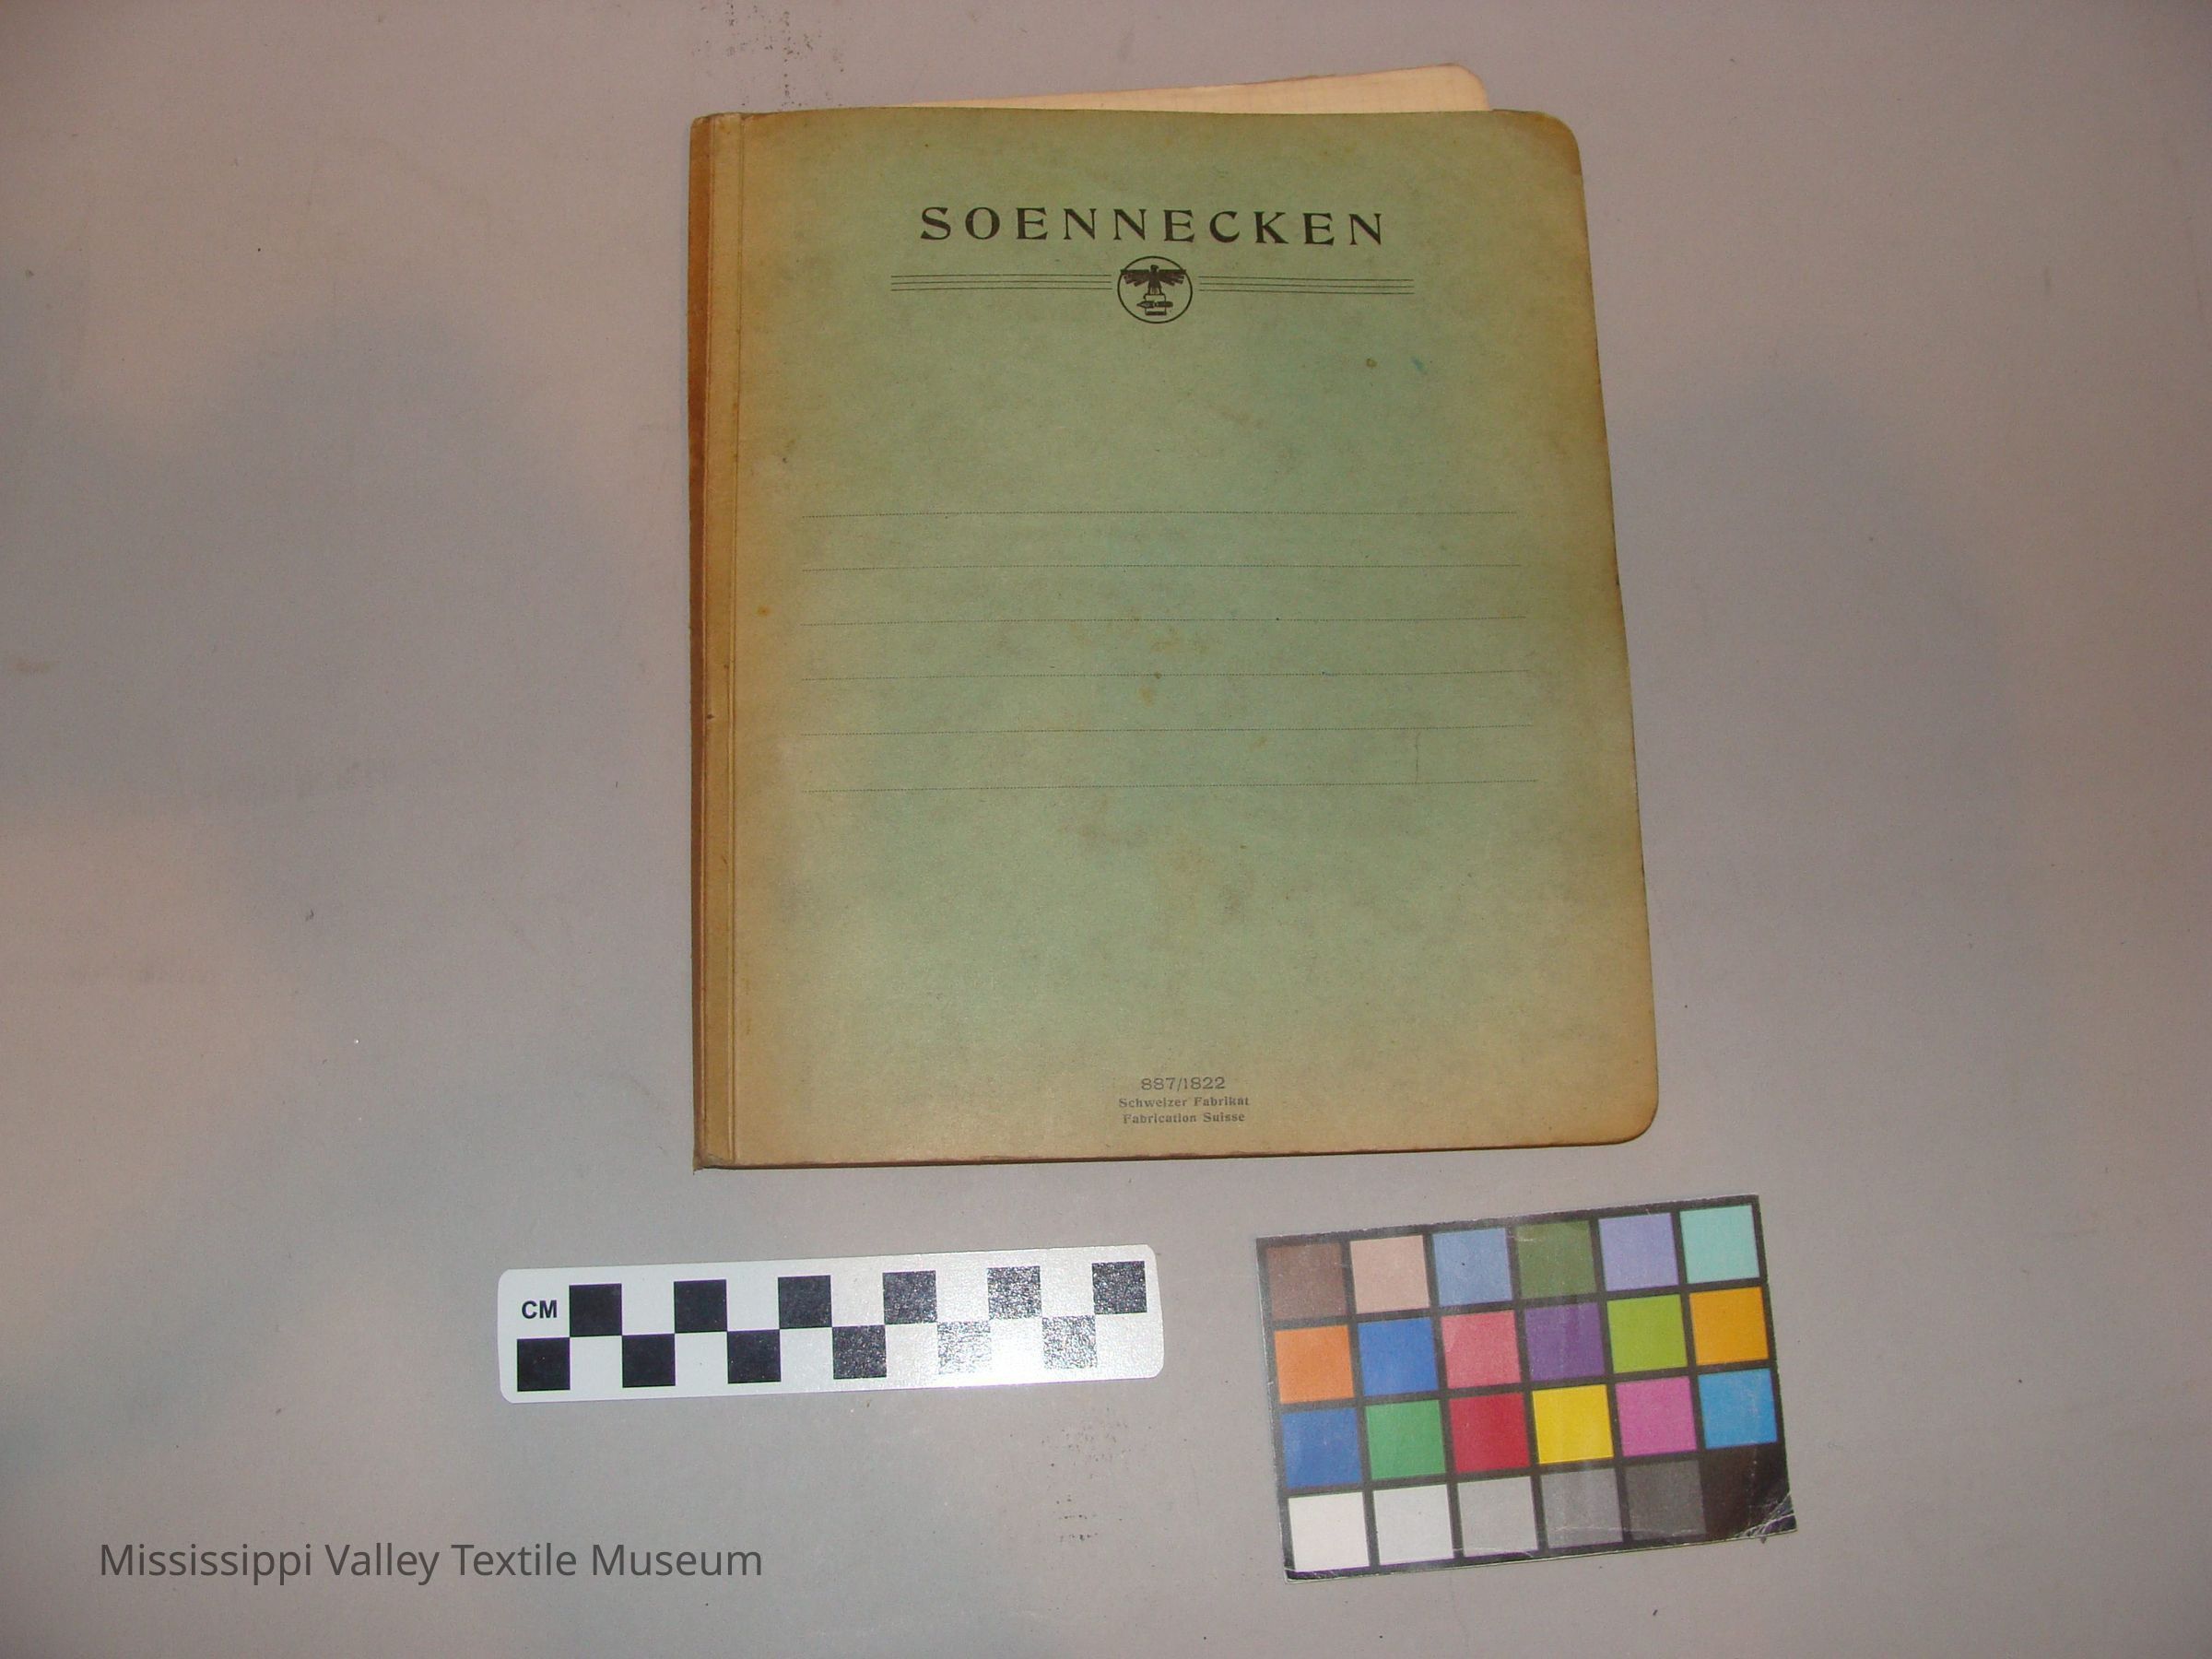 SOENNECKEN
887/1822
Schweizer Fabrikat
Fabrication Suisse
CM
Mississippi Valley Textile Museum